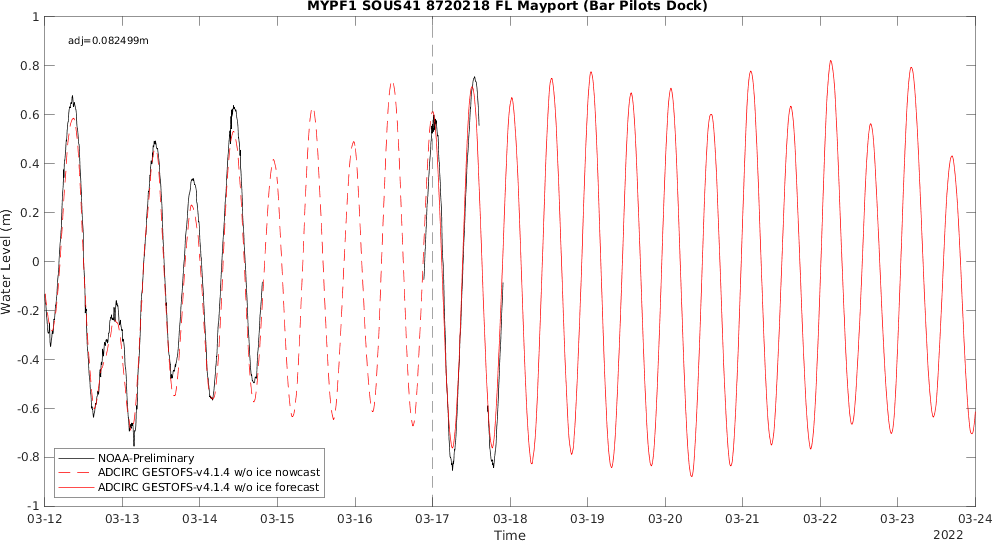 MYPF1 SOUS41 8720218 FL Mayport (Bar Pilots Dock)
adj=0.082499m
1
0.8
0.6
0.4
0.2
0
-0.2
-0.4
-0.6
-0.8
-1
Water Level (m)
NOAA-Preliminary
ADCIRC GESTOFS-v4.1.4 w/o ice nowcast
ADCIRC GESTOFS-v4.1.4 w/o ice forecast
03-12 03-13 03-14 03-15 03-16 03-17 03-18 03-19 03-20 03-21 03-22 03-23 03-24
Time
2022